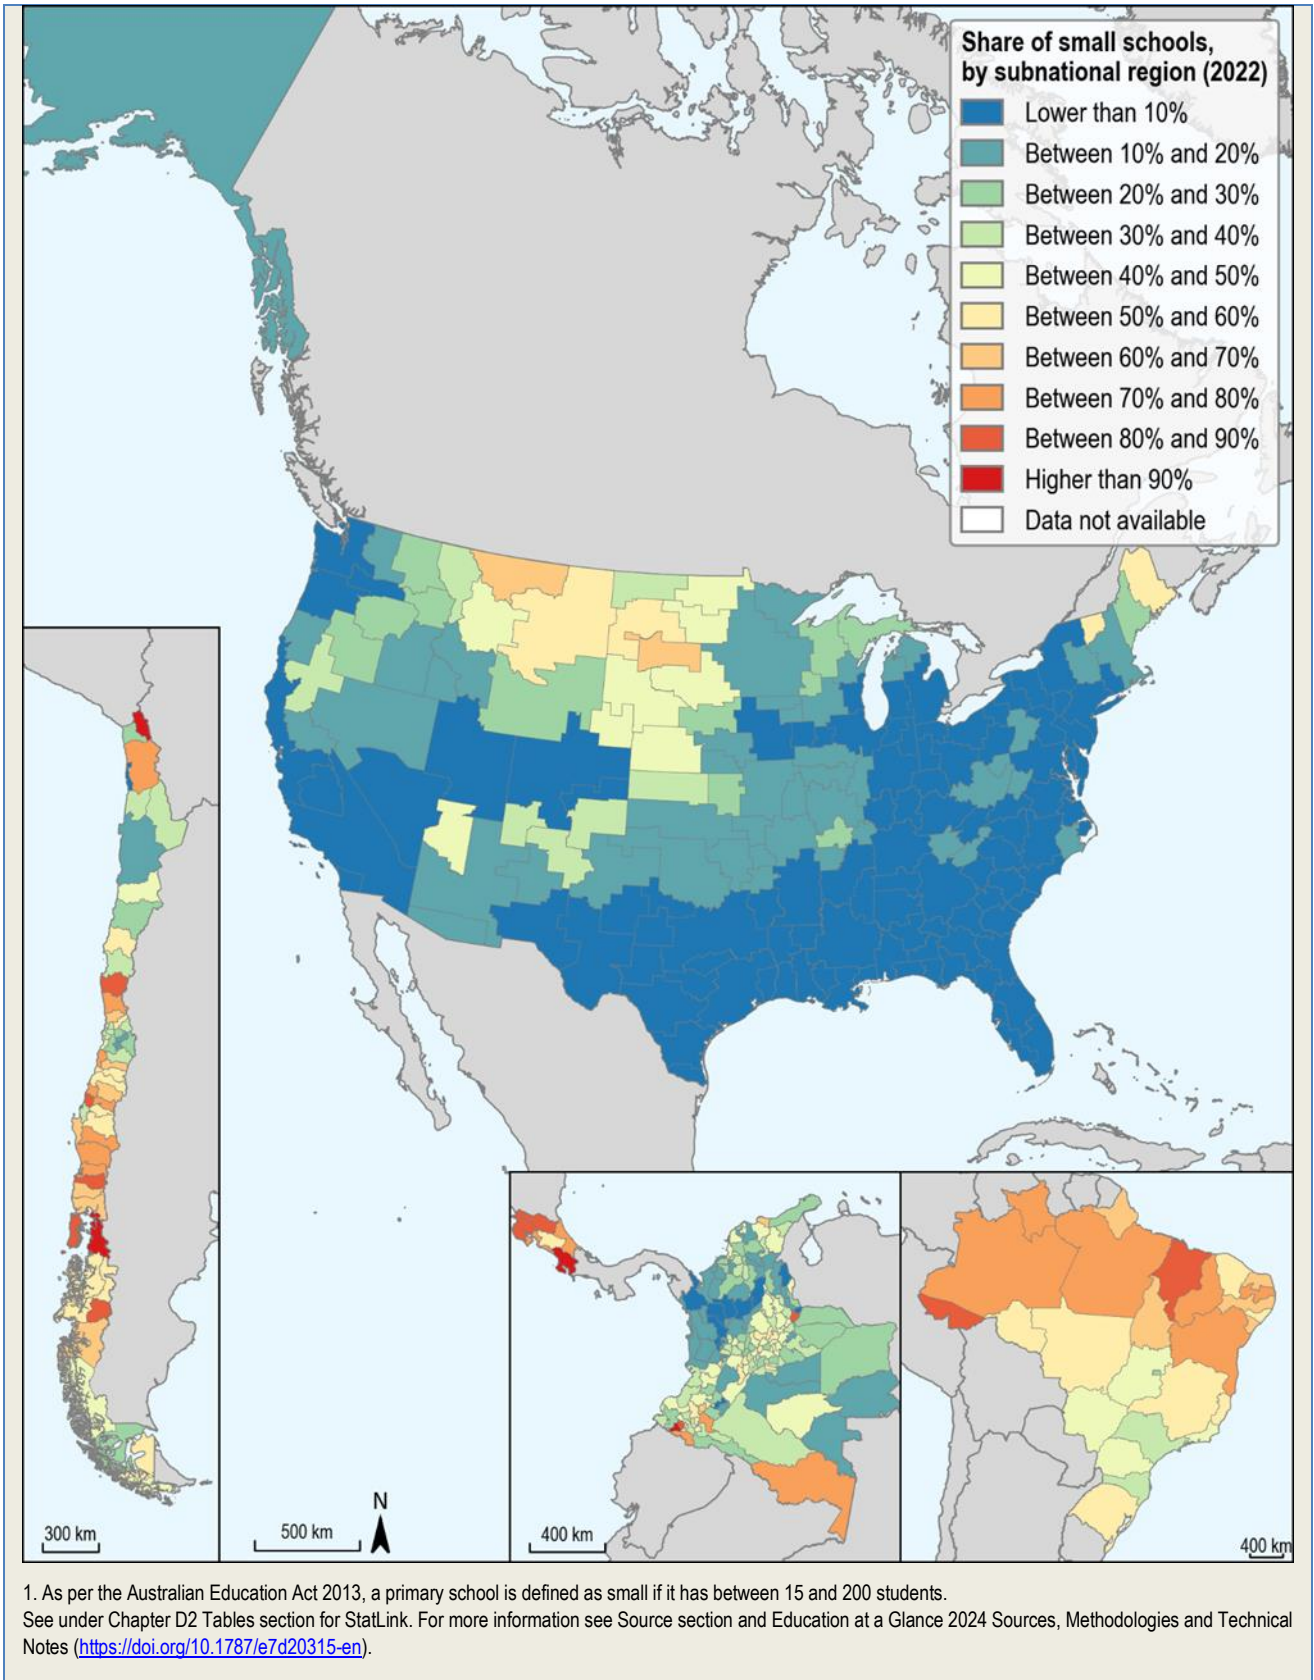 Share of small schools,
by subnational region (2022)
Lower than 10%
Between 10% and 20%
Between 20% and 30%
Between 30% and 40%
Between 40% and 50%
Between 50% and 60%
Between 60% and 70%
Between 70% and 80%
Between 80% and 90%
Higher than 90%
Data not available
300 km
500 km
N
400 km
400 km
1. As per the Australian Education Act 2013, a primary school is defined as small if it has between 15 and 200 students.
See under Chapter D2 Tables section for StatLink. For more information see Source section and Education at a Glance 2024 Sources, Methodologies and Technical
Notes (https://doi.org/10.1787/e7d20315-en).